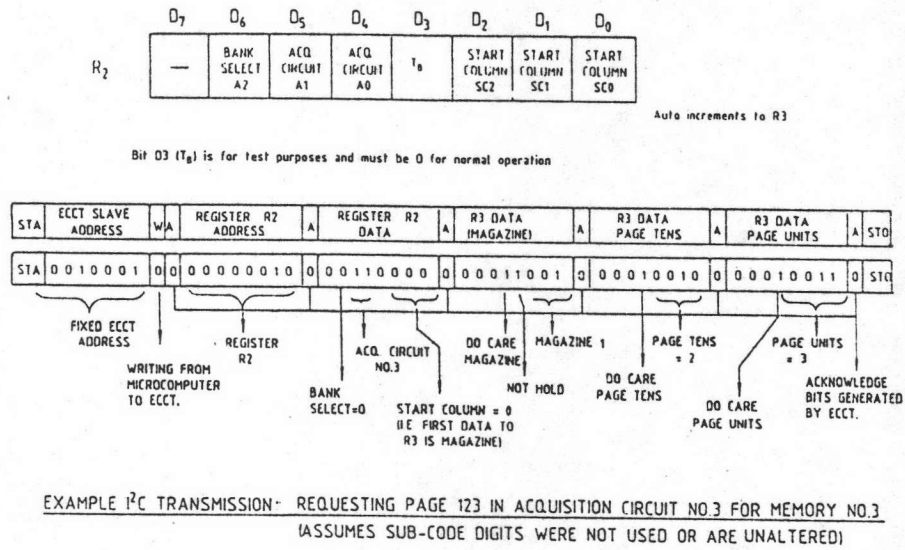 D7 D6 D5 D4 D3 D2 D1 D0
R2 — BANK SELECT A2 ACQ CIRCUIT A1 ACQ CIRCUIT A0 TB START COLUMN SC2 START COLUMN SC1 START COLUMN SC0
Auto increments to R3
Bit D3 (TB) is for test purposes and must be 0 for normal operation
STA ECCT SLAVE ADDRESS W A REGISTER R2 ADDRESS A REGISTER R2 DATA A R3 DATA (MAGAZINE) A R3 DATA PAGE TENS A R3 DATA PAGE UNITS A STO
STA 0010001 0 0 00000010 0 00110000 0 00011001 0 00010010 0 00010011 0 STO
FIXED ECCT ADDRESS
WRITING FROM MICROCOMPUTER TO ECCT.
REGISTER R2
BANK SELECT=0
ACQ. CIRCUIT NO.3
START COLUMN = 0 (I.E FIRST DATA TO R3 IS MAGAZINE)
DO CARE MAGAZINE
NOT HOLD
MAGAZINE 1
DO CARE PAGE TENS
PAGE TENS = 2
DO CARE PAGE UNITS
PAGE UNITS = 3
ACKNOWLEDGE BITS GENERATED BY ECCT.
EXAMPLE I²C TRANSMISSION:- REQUESTING PAGE 123 IN ACQUISITION CIRCUIT NO.3 FOR MEMORY NO.3
(ASSUMES SUB-CODE DIGITS WERE NOT USED OR ARE UNALTERED)